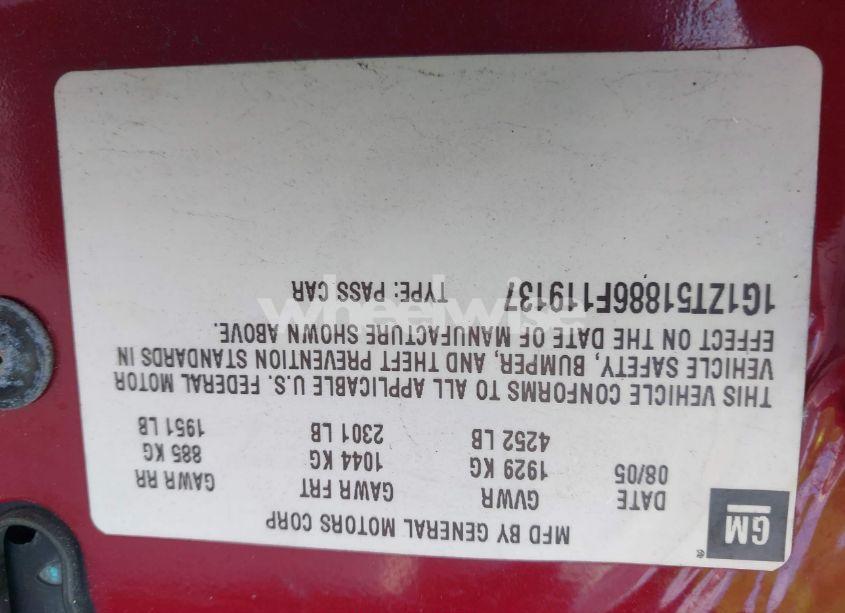 GM
MFD BY GENERAL MOTORS CORP
DATE GVWR GAWR FRT GAWR RR
08/05 1929 KG 1044 KG 885 KG
4252 LB 2301 LB 1951 LB
THIS VEHICLE CONFORMS TO ALL APPLICABLE U.S. FEDERAL MOTOR
VEHICLE SAFETY, BUMPER, AND THEFT PREVENTION STANDARDS IN
EFFECT ON THE DATE OF MANUFACTURE SHOWN ABOVE.
1G1ZT51886F119137 TYPE: PASS CAR
wheelwise